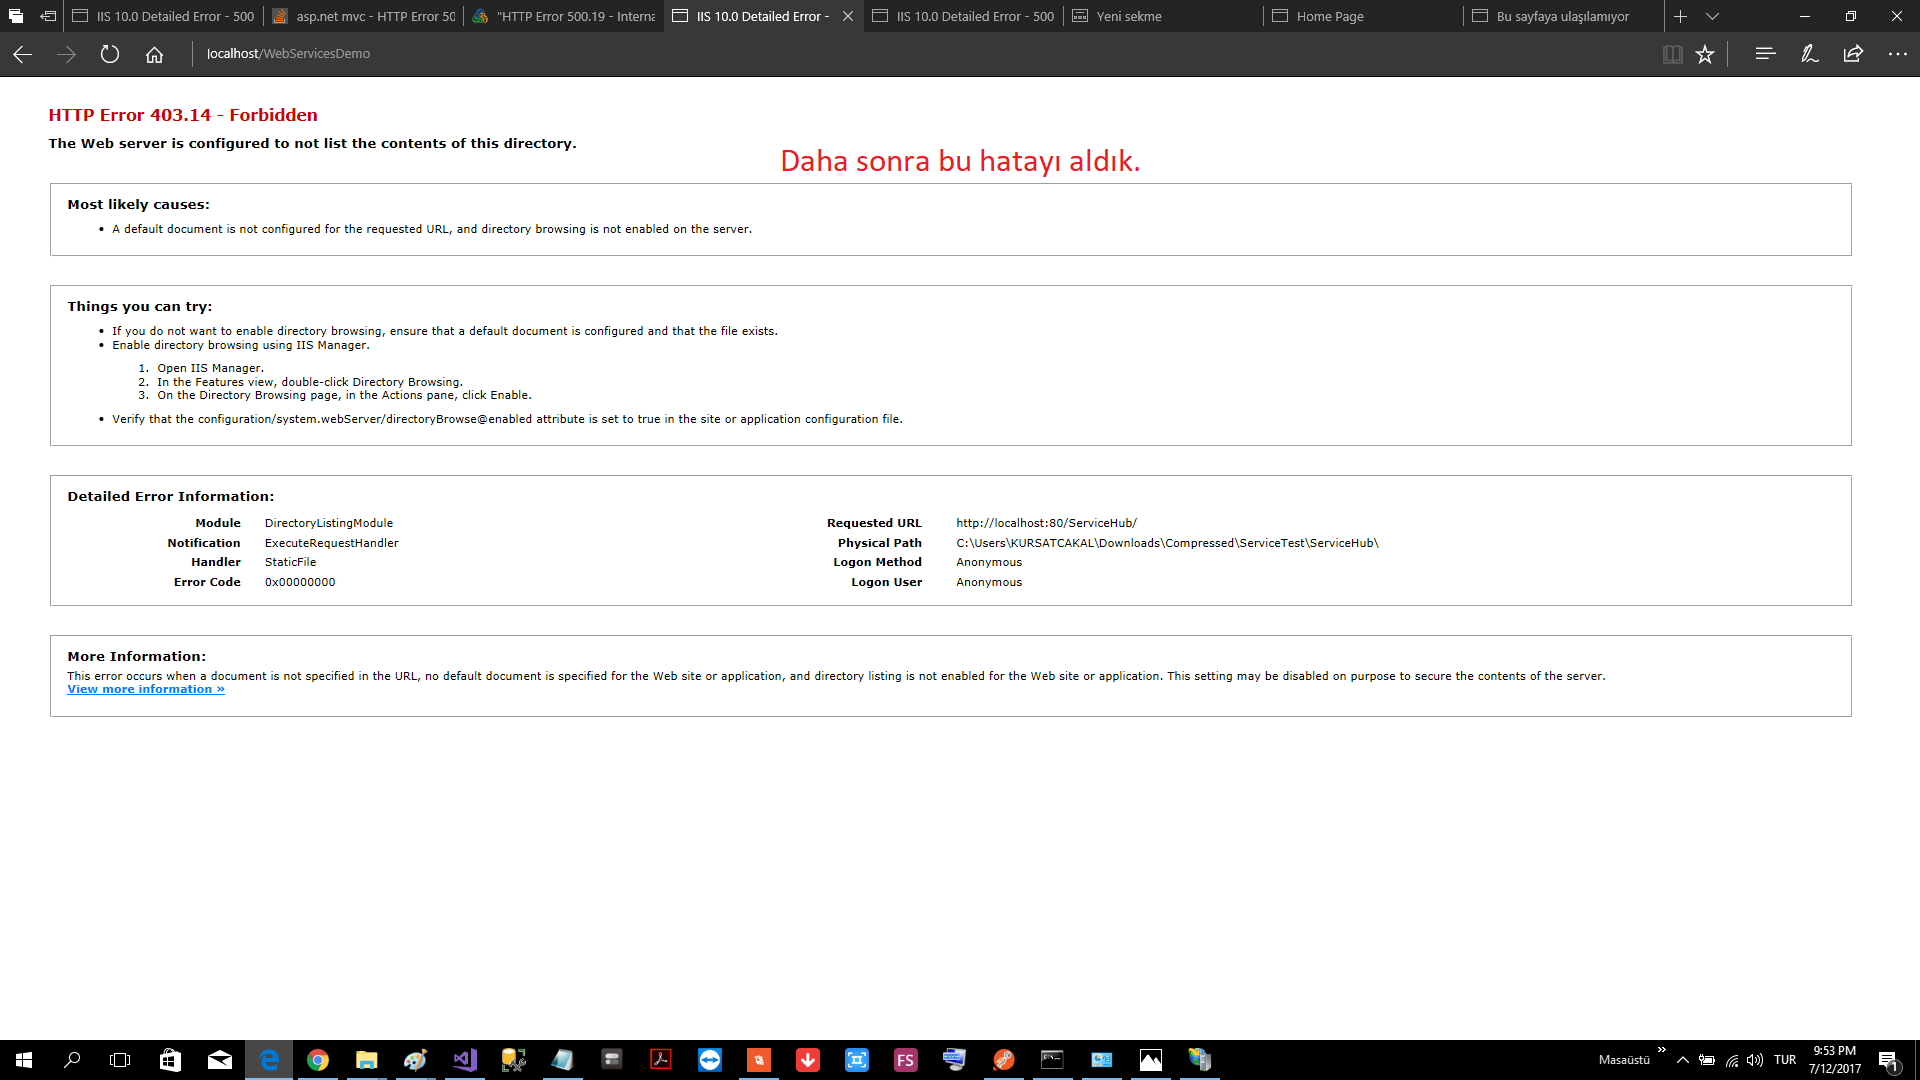 IIS 10.0 Detailed Error - 500
asp.net mvc - HTTP Error 50
"HTTP Error 500.19 - Interna
IIS 10.0 Detailed Error -
IIS 10.0 Detailed Error - 500
Yeni sekme
Home Page
Bu sayfaya ulaşılamıyor
localhost/WebServicesDemo
HTTP Error 403.14 - Forbidden
The Web server is configured to not list the contents of this directory.
Daha sonra bu hatayı aldık.
Most likely causes:
• A default document is not configured for the requested URL, and directory browsing is not enabled on the server.
Things you can try:
• If you do not want to enable directory browsing, ensure that a default document is configured and that the file exists.
• Enable directory browsing using IIS Manager.
1. Open IIS Manager.
2. In the Features view, double-click Directory Browsing.
3. On the Directory Browsing page, in the Actions pane, click Enable.
• Verify that the configuration/system.webServer/directoryBrowse@enabled attribute is set to true in the site or application configuration file.
Detailed Error Information:
Module DirectoryListingModule
Notification ExecuteRequestHandler
Handler StaticFile
Error Code 0x00000000
Requested URL http://localhost:80/ServiceHub/
Physical Path C:\Users\KURSATCAKAL\Downloads\Compressed\ServiceTest\ServiceHub\
Logon Method Anonymous
Logon User Anonymous
More Information:
This error occurs when a document is not specified in the URL, no default document is specified for the Web site or application, and directory listing is not enabled for the Web site or application. This setting may be disabled on purpose to secure the contents of the server.
View more information »
FS
Masaüstü
TUR
9:53 PM
7/12/2017
1